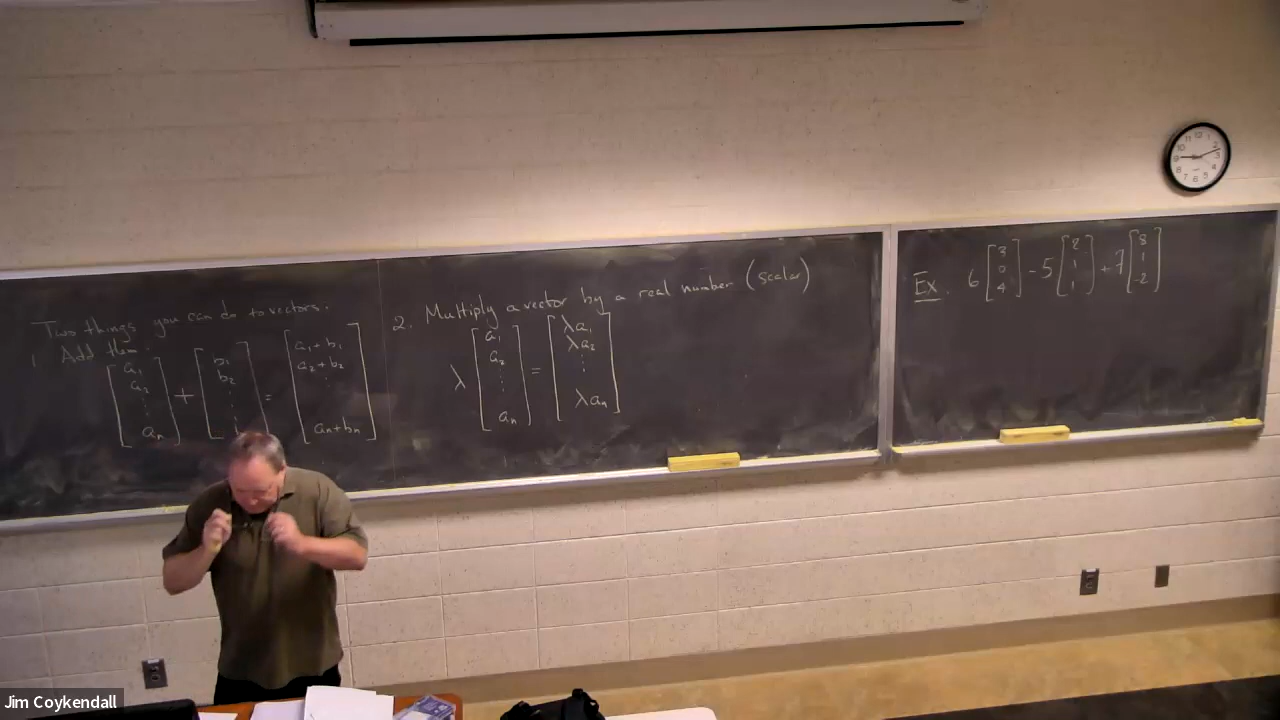 Two things you can do to vectors.
1. Add them.
[a₁ a₂ ⋮ aₙ] + [b₁ b₂ ⋮] = [a₁+b₁ a₂+b₂ ⋮ aₙ+bₙ]
2. Multiply a vector by a real number (scalar)
λ [a₁ a₂ ⋮ aₙ] = [λa₁ λa₂ ⋮ λaₙ]
Ex. 6 [3 0 4] - 5 [2 1 1] + 7 [8 1 -2]
Jim Coykendall